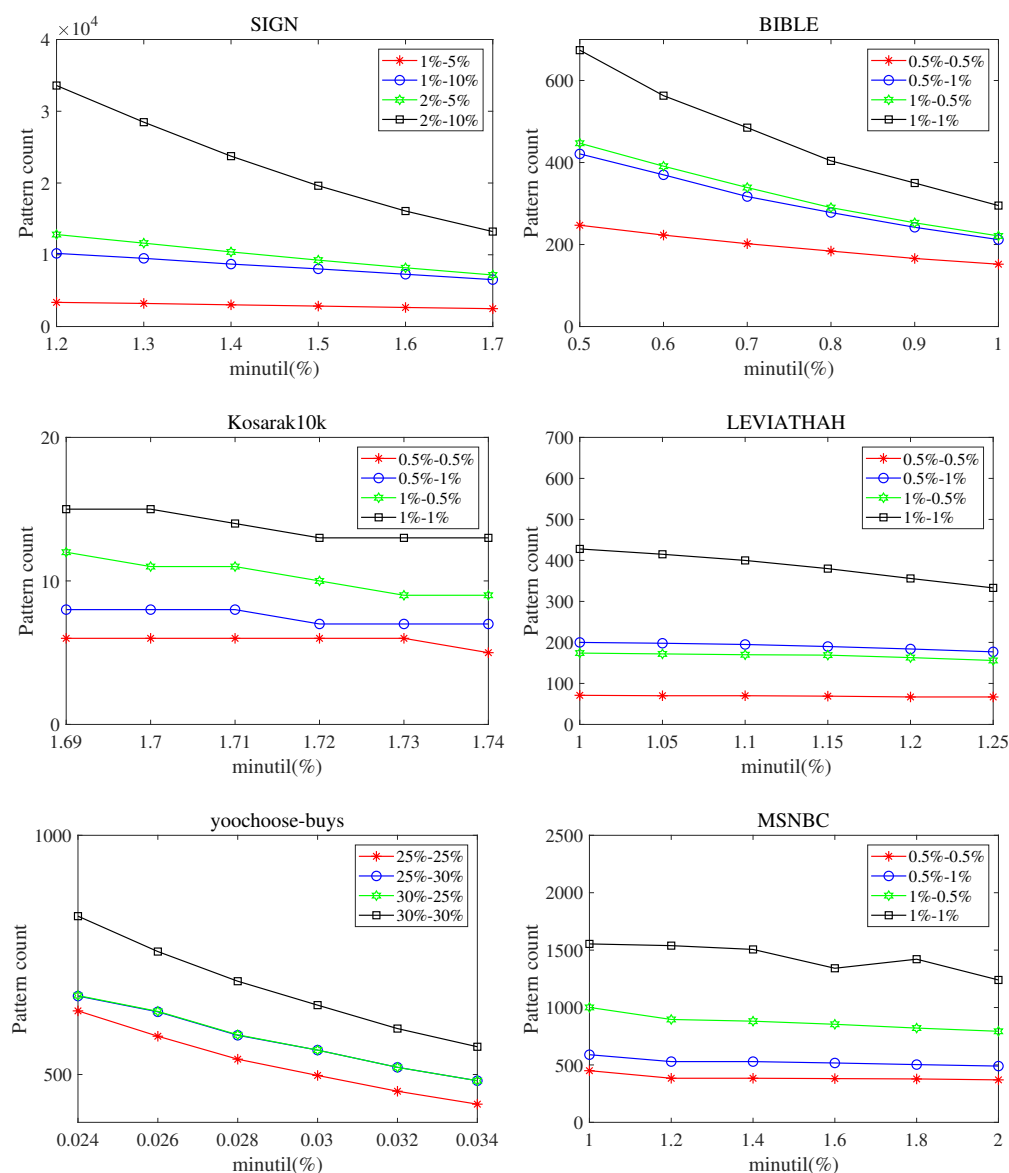 SIGN
×10⁴
4
3
2
1
0
Pattern count
1%-5%
1%-10%
2%-5%
2%-10%
1.2 1.3 1.4 1.5 1.6 1.7
minutil(%)
BIBLE
600
400
200
0
Pattern count
0.5%-0.5%
0.5%-1%
1%-0.5%
1%-1%
0.5 0.6 0.7 0.8 0.9 1
minutil(%)
Kosarak10k
20
10
0
Pattern count
0.5%-0.5%
0.5%-1%
1%-0.5%
1%-1%
1.69 1.7 1.71 1.72 1.73 1.74
minutil(%)
LEVIATHAH
700
600
500
400
300
200
100
0
Pattern count
0.5%-0.5%
0.5%-1%
1%-0.5%
1%-1%
1 1.05 1.1 1.15 1.2 1.25
minutil(%)
yoochoose-buys
1000
500
Pattern count
25%-25%
25%-30%
30%-25%
30%-30%
0.024 0.026 0.028 0.03 0.032 0.034
minutil(%)
MSNBC
2500
2000
1500
1000
500
0
Pattern count
0.5%-0.5%
0.5%-1%
1%-0.5%
1%-1%
1 1.2 1.4 1.6 1.8 2
minutil(%)